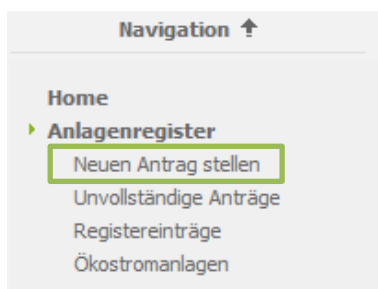 Navigation ↑
Home
Anlagenregister
Neuen Antrag stellen
Unvollständige Anträge
Registereinträge
Ökostromanlagen